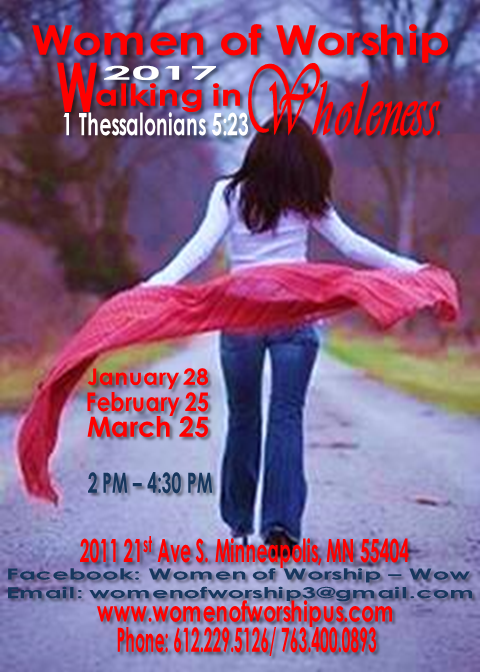 Women of Worship
2017
Walking in Wholeness.
1 Thessalonians 5:23
January 28
February 25
March 25
2 PM – 4:30 PM
2011 21st Ave S. Minneapolis, MN 55404
Facebook: Women of Worship – Wow
Email: womenofworship3@gmail.com
www.womenofworshipus.com
Phone: 612.229.5126/ 763.400.0893